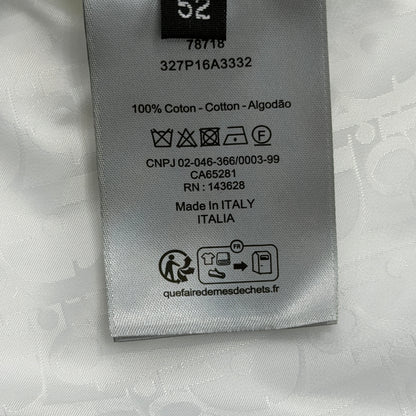 52
78718
327P16A3332
100% Coton - Cotton - Algodão
CNPJ 02-046-366/0003-99
CA65281
RN : 143628
Made In ITALY
ITALIA
FR
quefairedemesdechets.fr